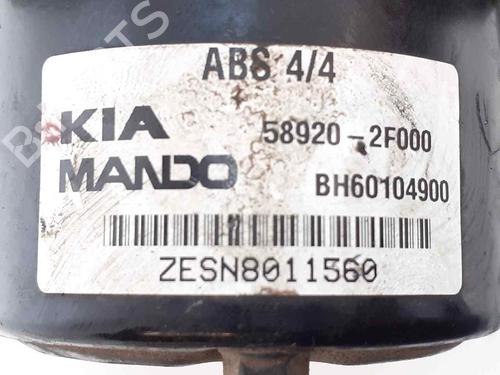 ABS 4/4
KIA 58920-2F000
MANDO BH60104900
ZESN8011560